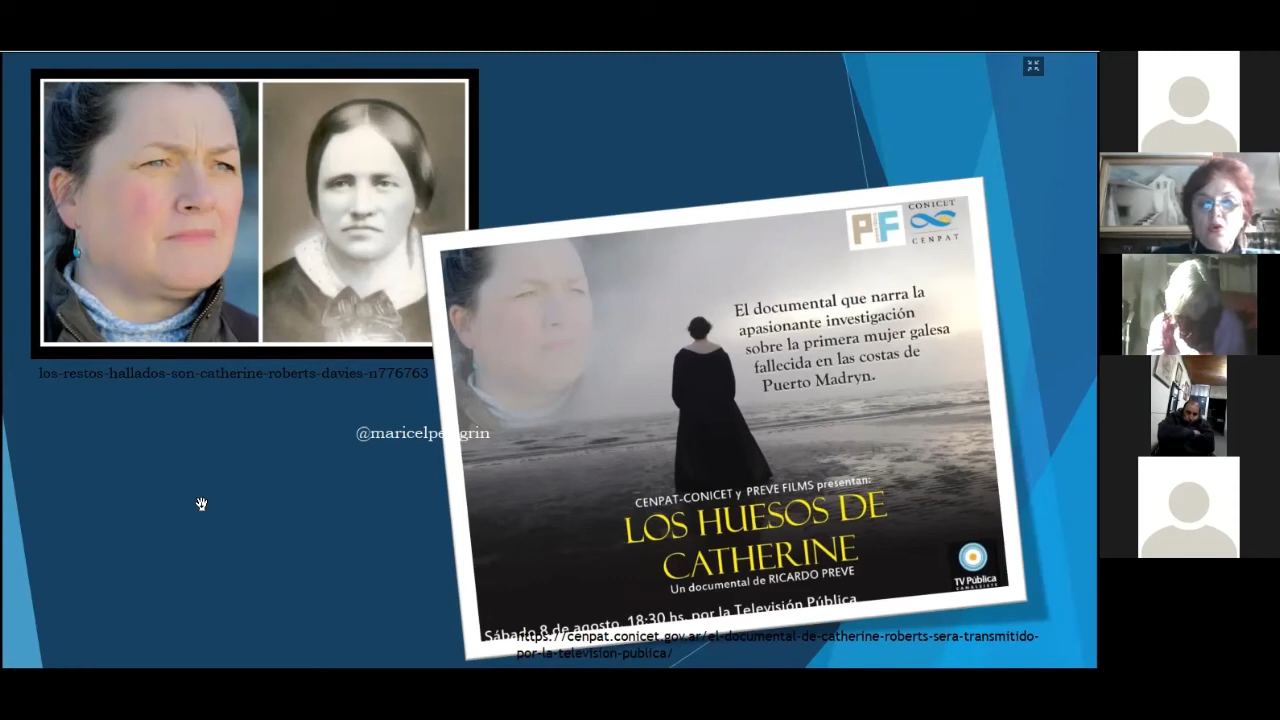 los-restos-hallados-son-catherine-roberts-davies-n776763
@maricelpe grin
PF
CONICET
CENPAT
El documental que narra la
apasionante investigación
sobre la primera mujer galesa
fallecida en las costas de
Puerto Madryn.
CENPAT-CONICET y PREVE FILMS presentan:
LOS HUESOS DE
CATHERINE
Un documental de RICARDO PREVE
TV Pública
Sábado 8 de agosto, 18:30 hs. por la Televisión Pública
https://cenpat.conicet.gov.ar/el-documental-de-catherine-roberts-sera-transmitido-
por-la-television-publica/